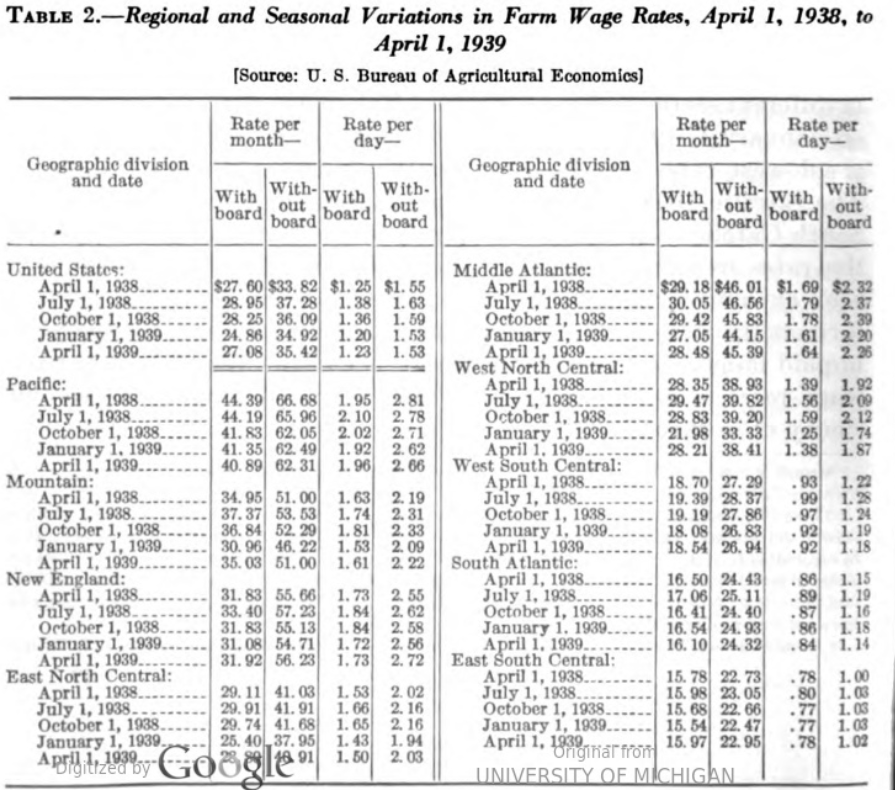 TABLE 2.—Regional and Seasonal Variations in Farm Wage Rates, April 1, 1938, to
April 1, 1939
[Source: U. S. Bureau of Agricultural Economics]
Geographic division
and date
Rate per
month—
Rate per
day—
With
board
With-
out
board
With
board
With-
out
board
United States:
April 1, 1938 $27.60 $33.82 $1.25 $1.55
July 1, 1938 28.95 37.28 1.38 1.63
October 1, 1938 28.25 36.09 1.36 1.59
January 1, 1939 24.86 34.92 1.20 1.53
April 1, 1939 27.08 35.42 1.23 1.53
Pacific:
April 1, 1938 44.39 66.68 1.95 2.81
July 1, 1938 44.19 65.96 2.10 2.78
October 1, 1938 41.83 62.05 2.02 2.71
January 1, 1939 41.35 62.49 1.92 2.62
April 1, 1939 40.89 62.31 1.96 2.66
Mountain:
April 1, 1938 34.95 51.00 1.63 2.19
July 1, 1938 37.37 53.53 1.74 2.31
October 1, 1938 36.84 52.29 1.81 2.33
January 1, 1939 30.96 46.22 1.53 2.09
April 1, 1939 35.03 51.00 1.61 2.22
New England:
April 1, 1938 31.83 55.66 1.73 2.55
July 1, 1938 33.40 57.23 1.84 2.62
October 1, 1938 31.83 55.13 1.84 2.58
January 1, 1939 31.08 54.71 1.72 2.56
April 1, 1939 31.92 56.23 1.73 2.72
East North Central:
April 1, 1938 29.11 41.03 1.53 2.02
July 1, 1938 29.91 41.91 1.66 2.16
October 1, 1938 29.74 41.68 1.65 2.16
January 1, 1939 25.40 37.95 1.43 1.94
April 1, 1939 1.50 2.03
Geographic division
and date
Rate per
month—
Rate per
day—
With
board
With-
out
board
With
board
With-
out
board
Middle Atlantic:
April 1, 1938 $29.18 $46.01 $1.69 $2.32
July 1, 1938 30.05 46.56 1.79 2.37
October 1, 1938 29.42 45.83 1.78 2.39
January 1, 1939 27.05 44.15 1.61 2.20
April 1, 1939 28.48 45.39 1.64 2.26
West North Central:
April 1, 1938 28.35 38.93 1.39 1.92
July 1, 1938 29.47 39.82 1.56 2.09
October 1, 1938 28.83 39.20 1.59 2.12
January 1, 1939 21.98 33.33 1.25 1.74
April 1, 1939 28.21 38.41 1.38 1.87
West South Central:
April 1, 1938 18.70 27.29 .93 1.22
July 1, 1938 19.39 28.37 .99 1.28
October 1, 1938 19.19 27.86 .97 1.24
January 1, 1939 18.08 26.83 .92 1.19
April 1, 1939 18.54 26.94 .92 1.18
South Atlantic:
April 1, 1938 16.50 24.43 .86 1.15
July 1, 1938 17.06 25.11 .89 1.19
October 1, 1938 16.41 24.40 .87 1.16
January 1. 1939 16.54 24.93 .86 1.18
April 1, 1939 16.10 24.32 .84 1.14
East South Central:
April 1, 1938 15.78 22.73 .78 1.00
July 1, 1938 15.98 23.05 .80 1.03
October 1, 1938 15.68 22.66 .77 1.03
January 1, 1939 15.54 22.47 .77 1.03
April 1, 1939 15.97 22.95 .78 1.02
Digitized by Google
Original from
UNIVERSITY OF MICHIGAN